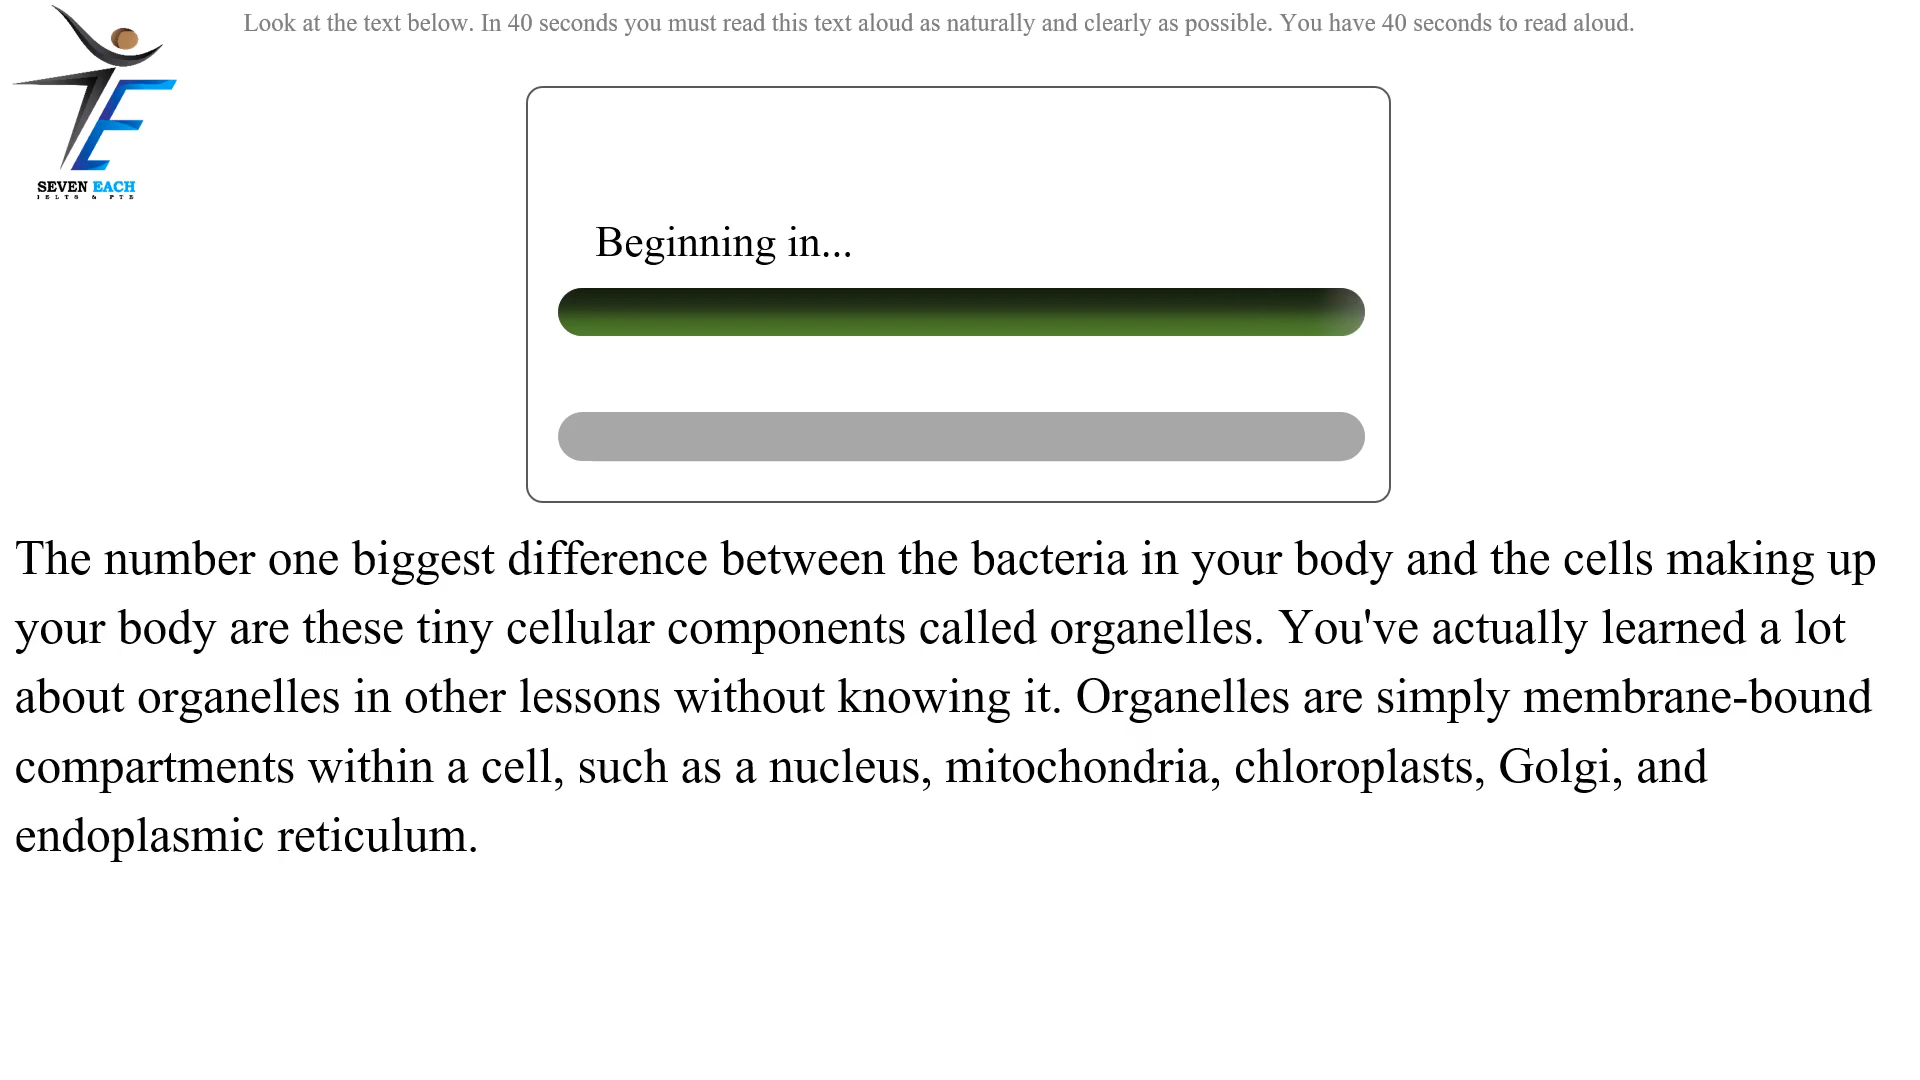 Look at the text below. In 40 seconds you must read this text aloud as naturally and clearly as possible. You have 40 seconds to read aloud.
SEVEN EACH
IELTS & PTE
Beginning in...
The number one biggest difference between the bacteria in your body and the cells making up
your body are these tiny cellular components called organelles. You've actually learned a lot
about organelles in other lessons without knowing it. Organelles are simply membrane-bound
compartments within a cell, such as a nucleus, mitochondria, chloroplasts, Golgi, and
endoplasmic reticulum.